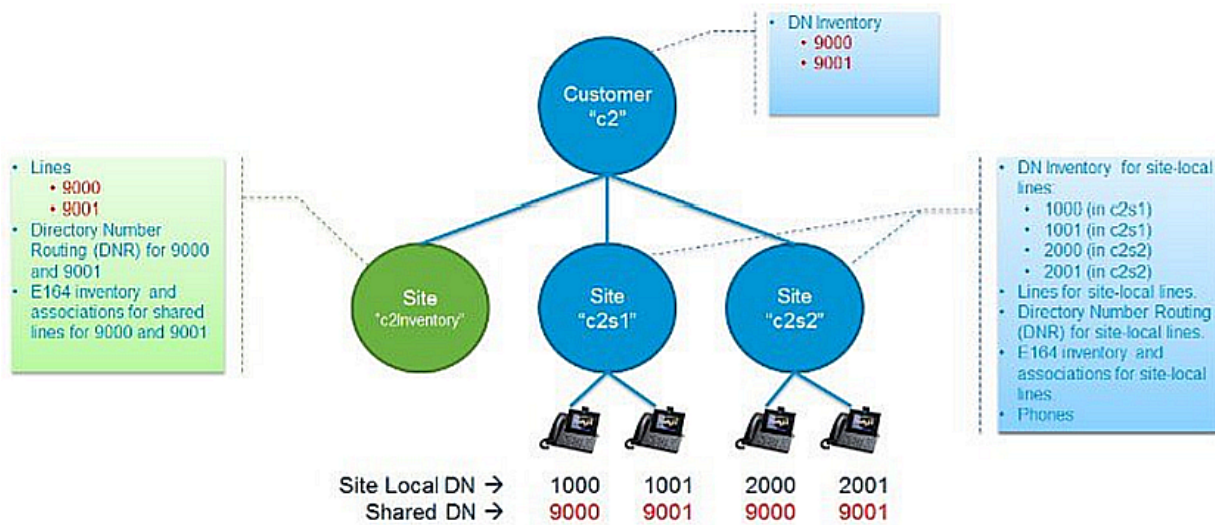 • DN Inventory
• 9000
• 9001
Customer
"c2"
• Lines
• 9000
• 9001
• Directory Number
Routing (DNR) for 9000
and 9001
• E164 inventory and
associations for shared
lines for 9000 and 9001
Site
"c2Inventory"
Site
"c2s1"
Site
"c2s2"
• DN Inventory for site-local
lines:
• 1000 (in c2s1)
• 1001 (in c2s1)
• 2000 (in c2s2)
• 2001 (in c2s2)
• Lines for site-local lines.
• Directory Number Routing
(DNR) for site-local lines.
• E164 inventory and
associations for site-local
lines.
• Phones
Site Local DN → 1000 1001 2000 2001
Shared DN → 9000 9001 9000 9001